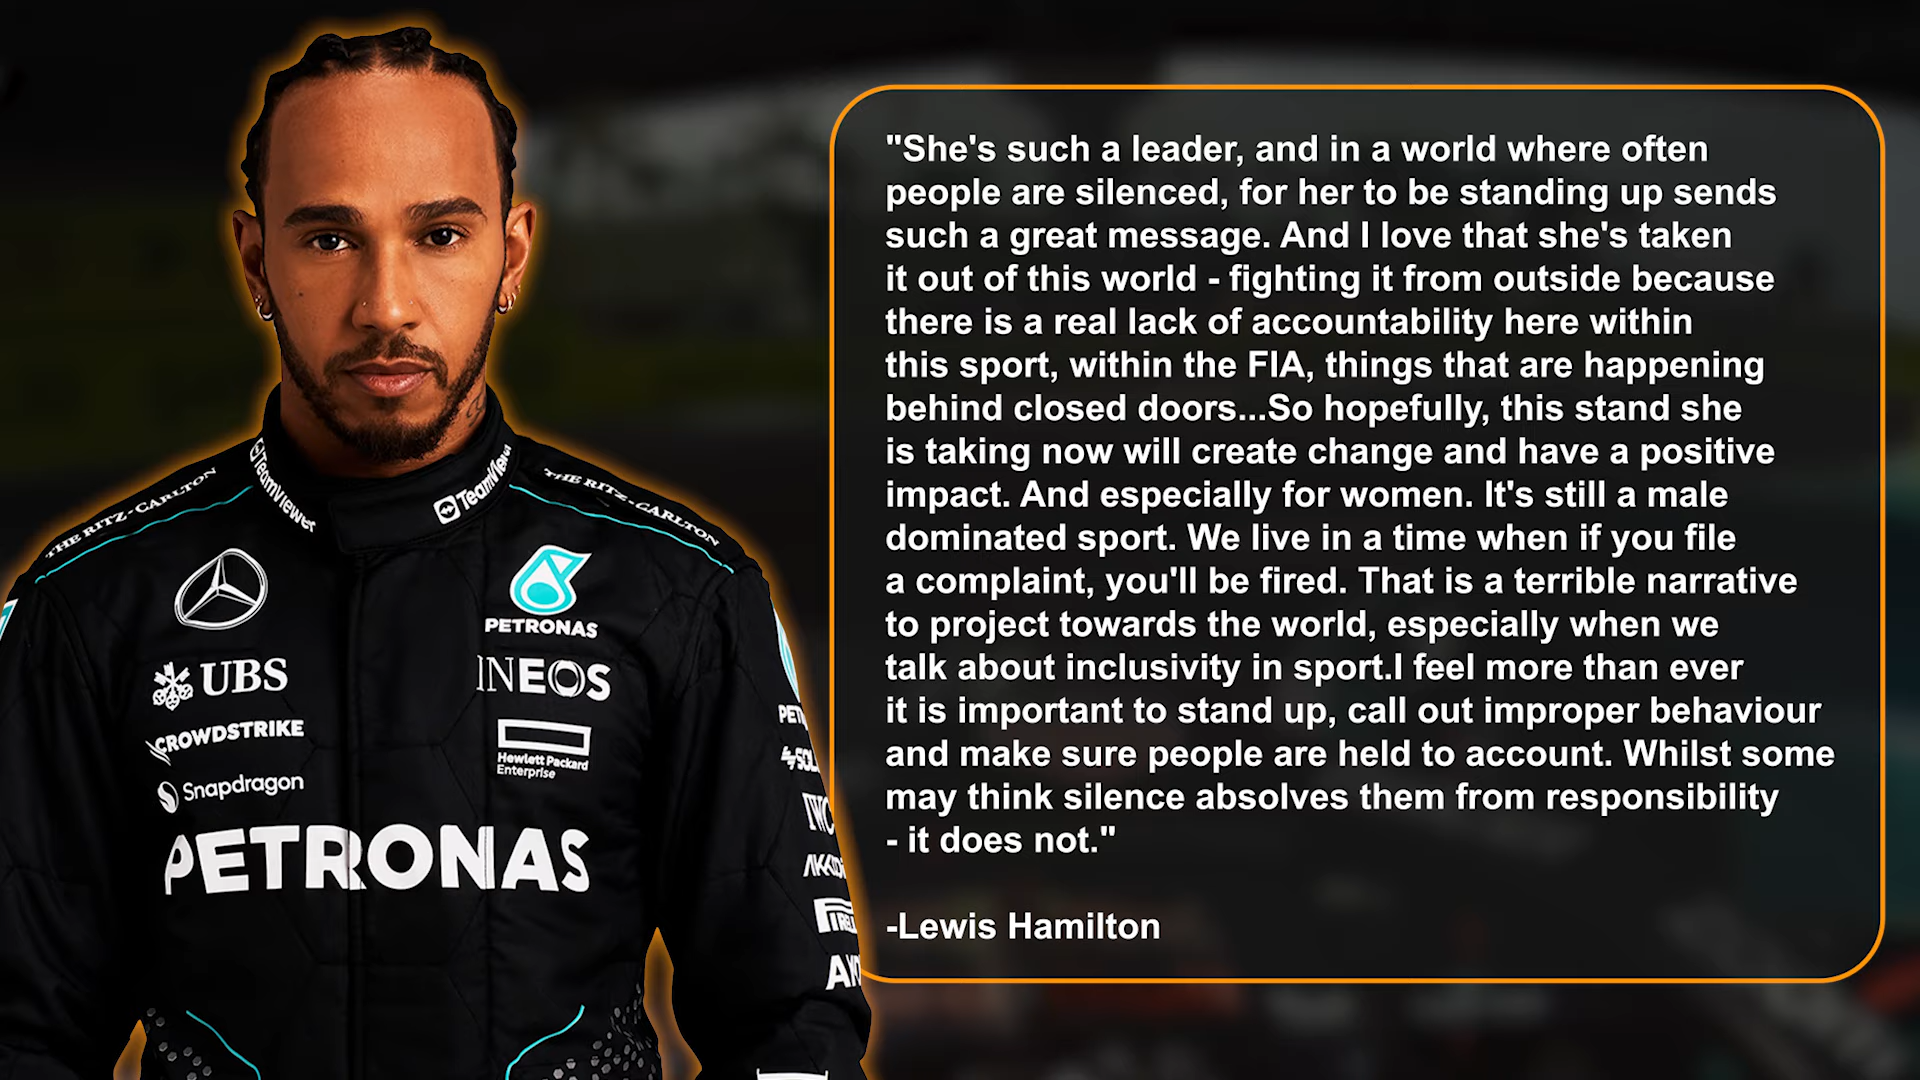 "She's such a leader, and in a world where often
people are silenced, for her to be standing up sends
such a great message. And I love that she's taken
it out of this world - fighting it from outside because
there is a real lack of accountability here within
this sport, within the FIA, things that are happening
behind closed doors...So hopefully, this stand she
is taking now will create change and have a positive
impact. And especially for women. It's still a male
dominated sport. We live in a time when if you file
a complaint, you'll be fired. That is a terrible narrative
to project towards the world, especially when we
talk about inclusivity in sport.I feel more than ever
it is important to stand up, call out improper behaviour
and make sure people are held to account. Whilst some
may think silence absolves them from responsibility
- it does not."
-Lewis Hamilton
TeamViewer
TeamViewer
THE RITZ-CARLTON
THE RITZ-CARLTON
PETRONAS
UBS
INEOS
CROWDSTRIKE
Hewlett Packard
Enterprise
Snapdragon
PETRONAS
IWC